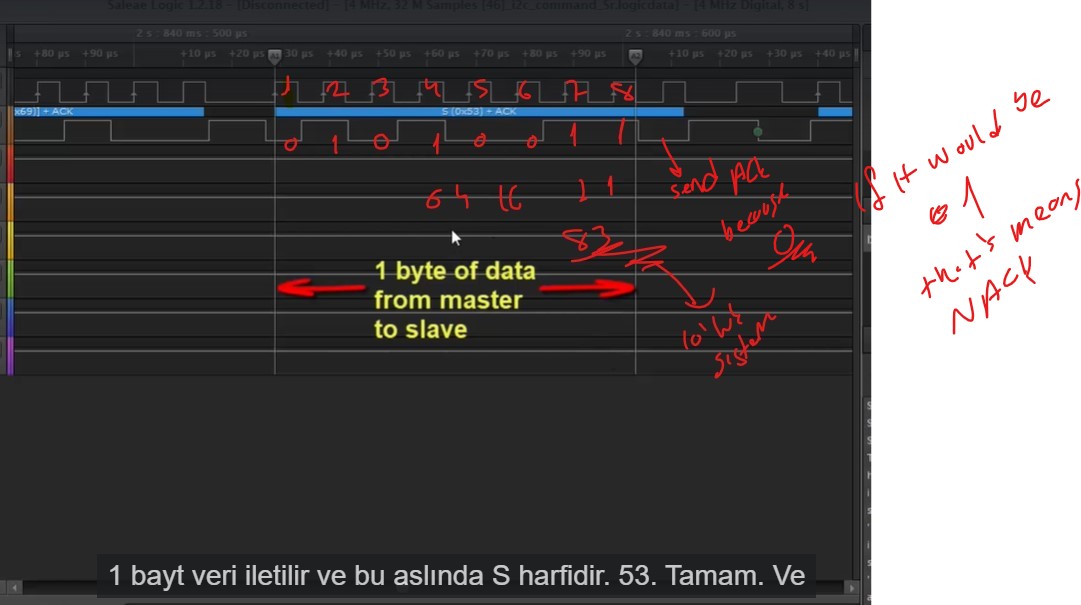 Saleae Logic 1.2.18 - [Disconnected] - [4 MHz, 32 M Samples [46]_i2c_command_5r.logicdata] - [4 MHz Digital, 8 s]
2 s : 840 ms : 500 µs 2 s : 840 ms : 600 µs
+80 µs +90 µs +10 µs +20 µs A1 30 µs +40 µs +50 µs +60 µs +70 µs +80 µs +90 µs A2 +10 µs +20 µs +30 µs +40 µs
1 2 3 4 5 6 7 8
x69)] + ACK S (0x53) + ACK
0 1 0 1 0 0 1 1
64 16 2 1
send ACK
because
0
83
10'luk
sistem
If it would be
1
that's means
NACK
1 byte of data
from master
to slave
1 bayt veri iletilir ve bu aslında S harfidir. 53. Tamam. Ve